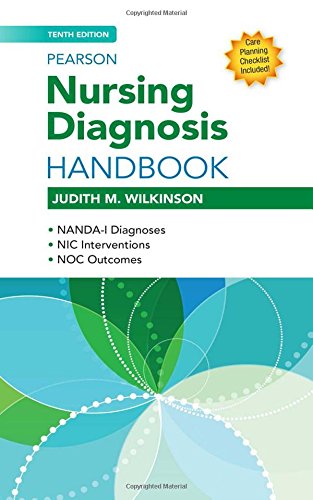 TENTH EDITION
PEARSON
Nursing
Diagnosis
HANDBOOK
Care
Planning
Checklist
Included!
JUDITH M. WILKINSON
• NANDA-I Diagnoses
• NIC Interventions
• NOC Outcomes